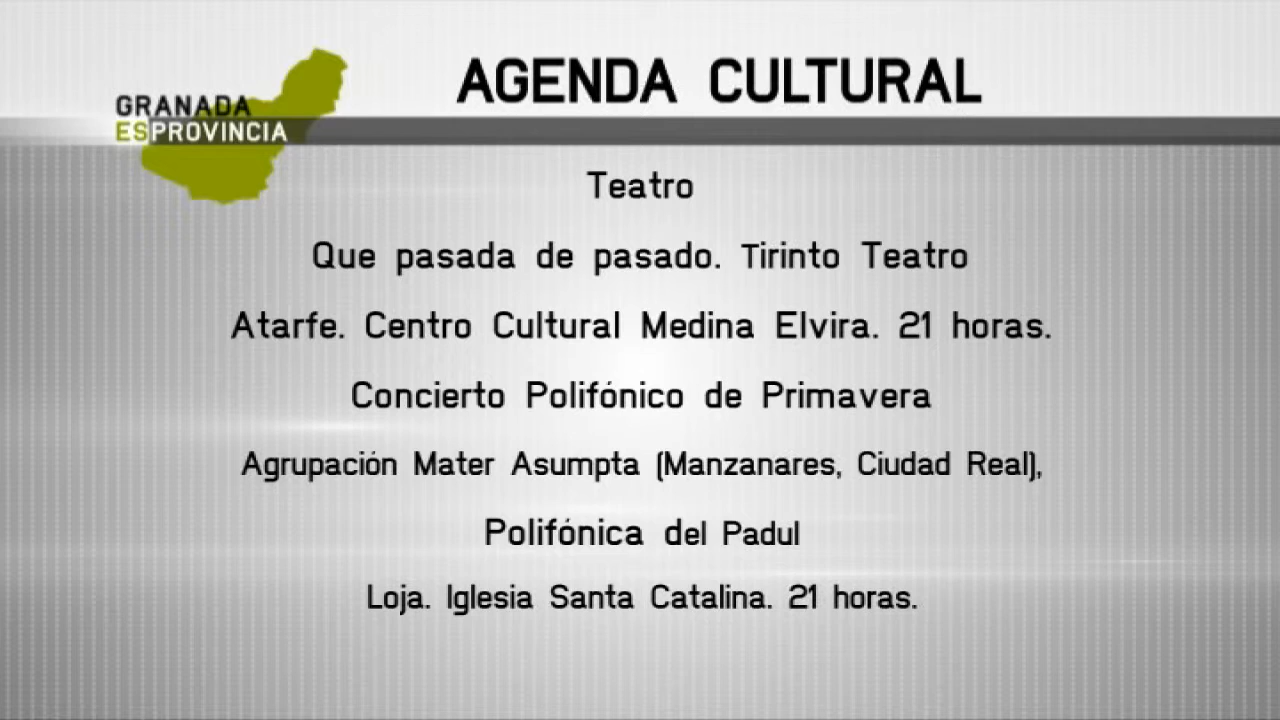 AGENDA CULTURAL
GRANADA
ESPROVINCIA
Teatro
Que pasada de pasado. Tirinto Teatro
Atarfe. Centro Cultural Medina Elvira. 21 horas.
Concierto Polifónico de Primavera
Agrupación Mater Asumpta (Manzanares, Ciudad Real),
Polifónica del Padul
Loja. Iglesia Santa Catalina. 21 horas.